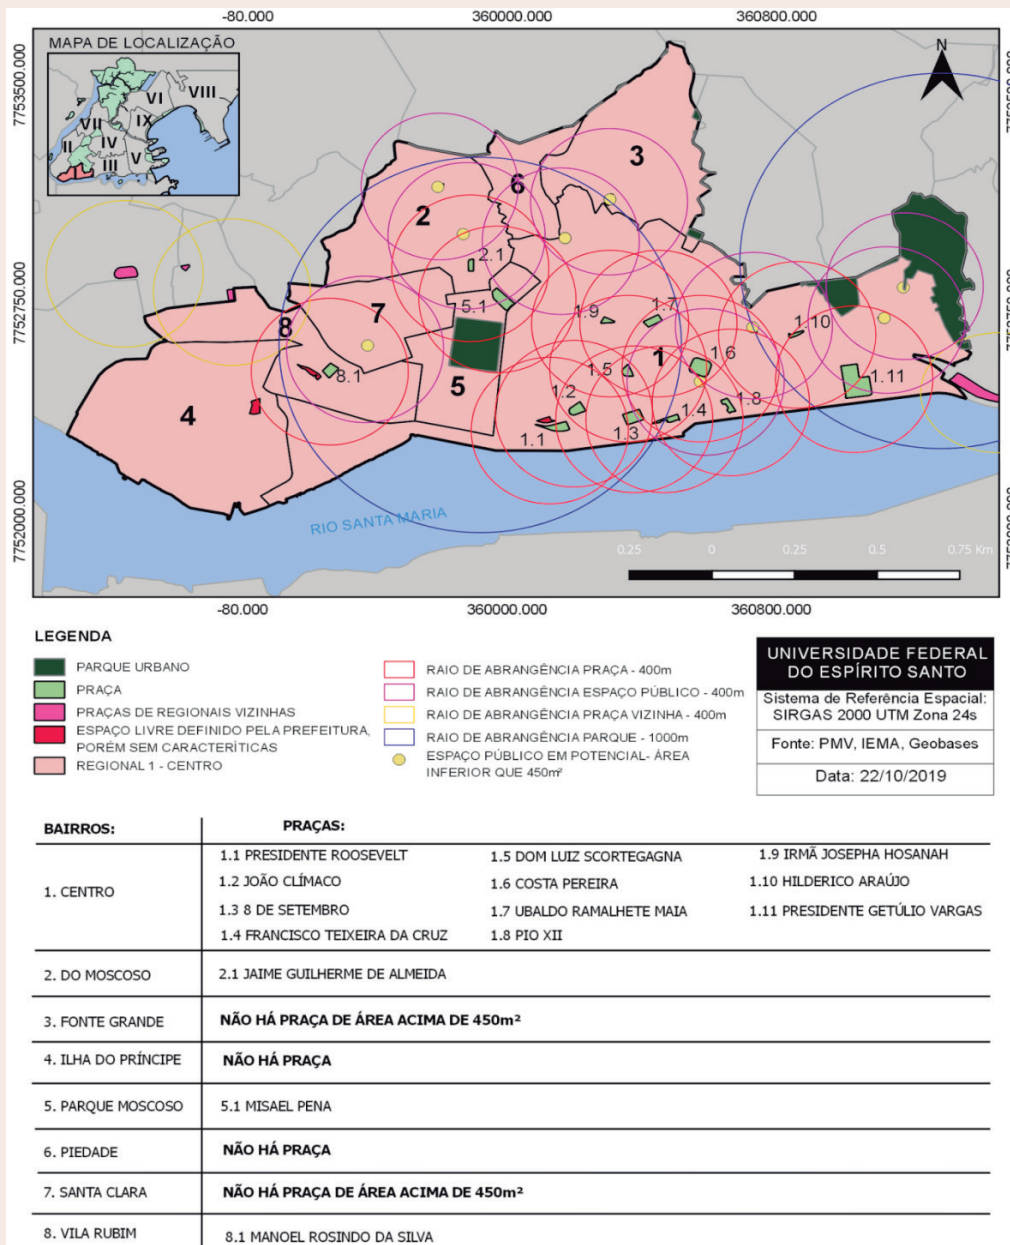 -80.000 360000.000 360800.000
MAPA DE LOCALIZAÇÃO
N
VI VIII
VII IX
II IV
III V
7753500.000
7752750.000
7752000.000
7752750.000
3
6
2
2.1
5.1
7
8
1.9
1.7
1.10
8.1
5
1.5
1
1.6
1.11
4
1.2
1.8
1.1
1.3
1.4
RIO SANTA MARIA
0.25 0 0.25 0.5 0.75 Km
-80.000 360000.000 360800.000
LEGENDA
PARQUE URBANO
PRAÇA
PRAÇAS DE REGIONAIS VIZINHAS
ESPAÇO LIVRE DEFINIDO PELA PREFEITURA,
PORÉM SEM CARACTERÍTICAS
REGIONAL 1 - CENTRO
RAIO DE ABRANGÊNCIA PRAÇA - 400m
RAIO DE ABRANGÊNCIA ESPAÇO PÚBLICO - 400m
RAIO DE ABRANGÊNCIA PRAÇA VIZINHA - 400m
RAIO DE ABRANGÊNCIA PARQUE - 1000m
ESPAÇO PÚBLICO EM POTENCIAL- ÁREA
INFERIOR QUE 450m²
UNIVERSIDADE FEDERAL
DO ESPÍRITO SANTO
Sistema de Referência Espacial:
SIRGAS 2000 UTM Zona 24s
Fonte: PMV, IEMA, Geobases
Data: 22/10/2019
BAIRROS: PRAÇAS:
1. CENTRO
1.1 PRESIDENTE ROOSEVELT 1.5 DOM LUIZ SCORTEGAGNA 1.9 IRMÃ JOSEPHA HOSANAH
1.2 JOÃO CLÍMACO 1.6 COSTA PEREIRA 1.10 HILDERICO ARAÚJO
1.3 8 DE SETEMBRO 1.7 UBALDO RAMALHETE MAIA 1.11 PRESIDENTE GETÚLIO VARGAS
1.4 FRANCISCO TEIXEIRA DA CRUZ 1.8 PIO XII
2. DO MOSCOSO 2.1 JAIME GUILHERME DE ALMEIDA
3. FONTE GRANDE NÃO HÁ PRAÇA DE ÁREA ACIMA DE 450m²
4. ILHA DO PRÍNCIPE NÃO HÁ PRAÇA
5. PARQUE MOSCOSO 5.1 MISAEL PENA
6. PIEDADE NÃO HÁ PRAÇA
7. SANTA CLARA NÃO HÁ PRAÇA DE ÁREA ACIMA DE 450m²
8. VILA RUBIM 8.1 MANOEL ROSINDO DA SILVA